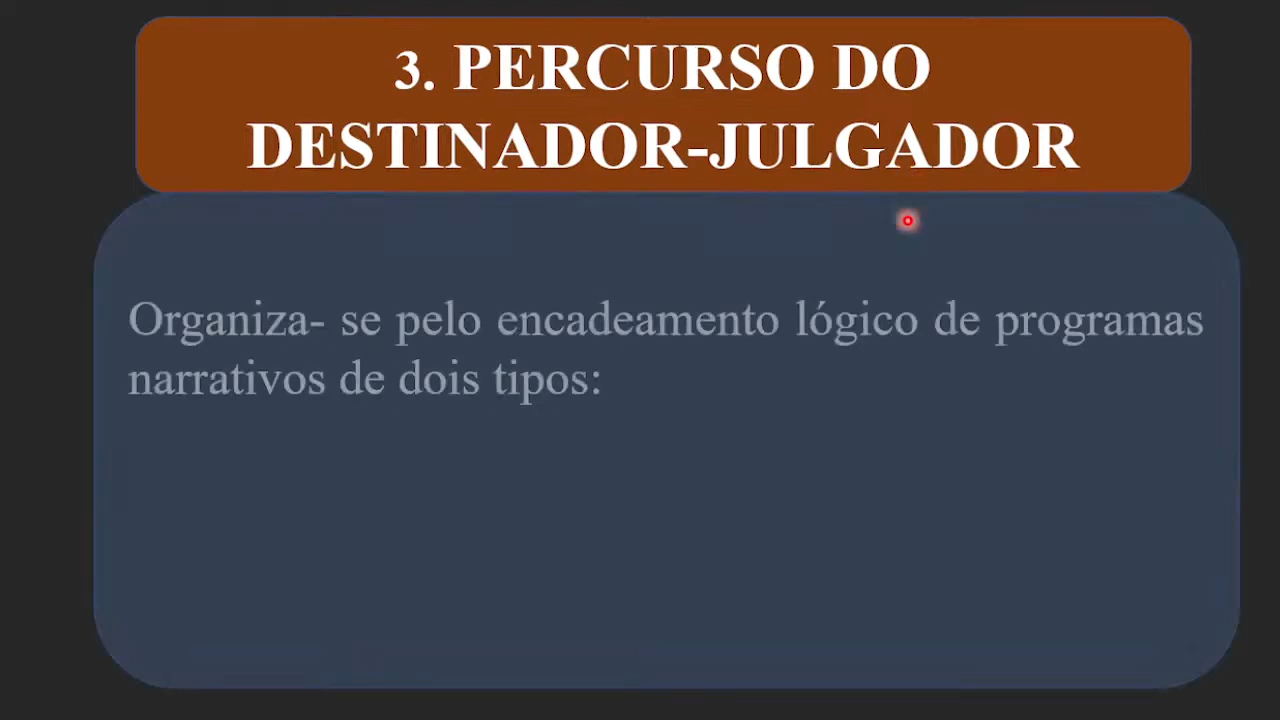 3. PERCURSO DO
DESTINADOR-JULGADOR
Organiza- se pelo encadeamento lógico de programas
narrativos de dois tipos: